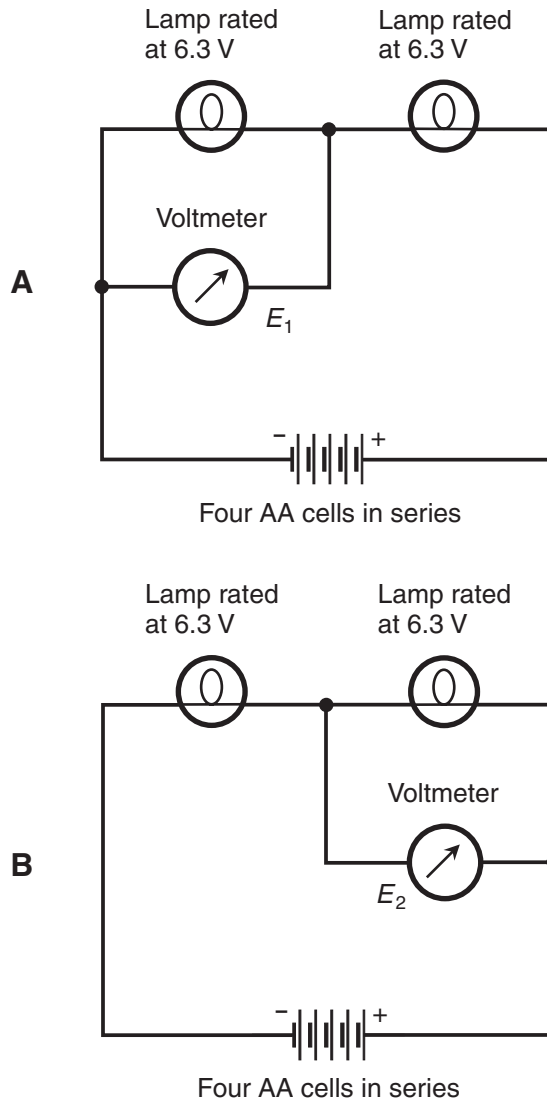 Lamp rated
at 6.3 V
Lamp rated
at 6.3 V
Voltmeter
A
E1
− +
Four AA cells in series
Lamp rated
at 6.3 V
Lamp rated
at 6.3 V
Voltmeter
B
E2
− +
Four AA cells in series